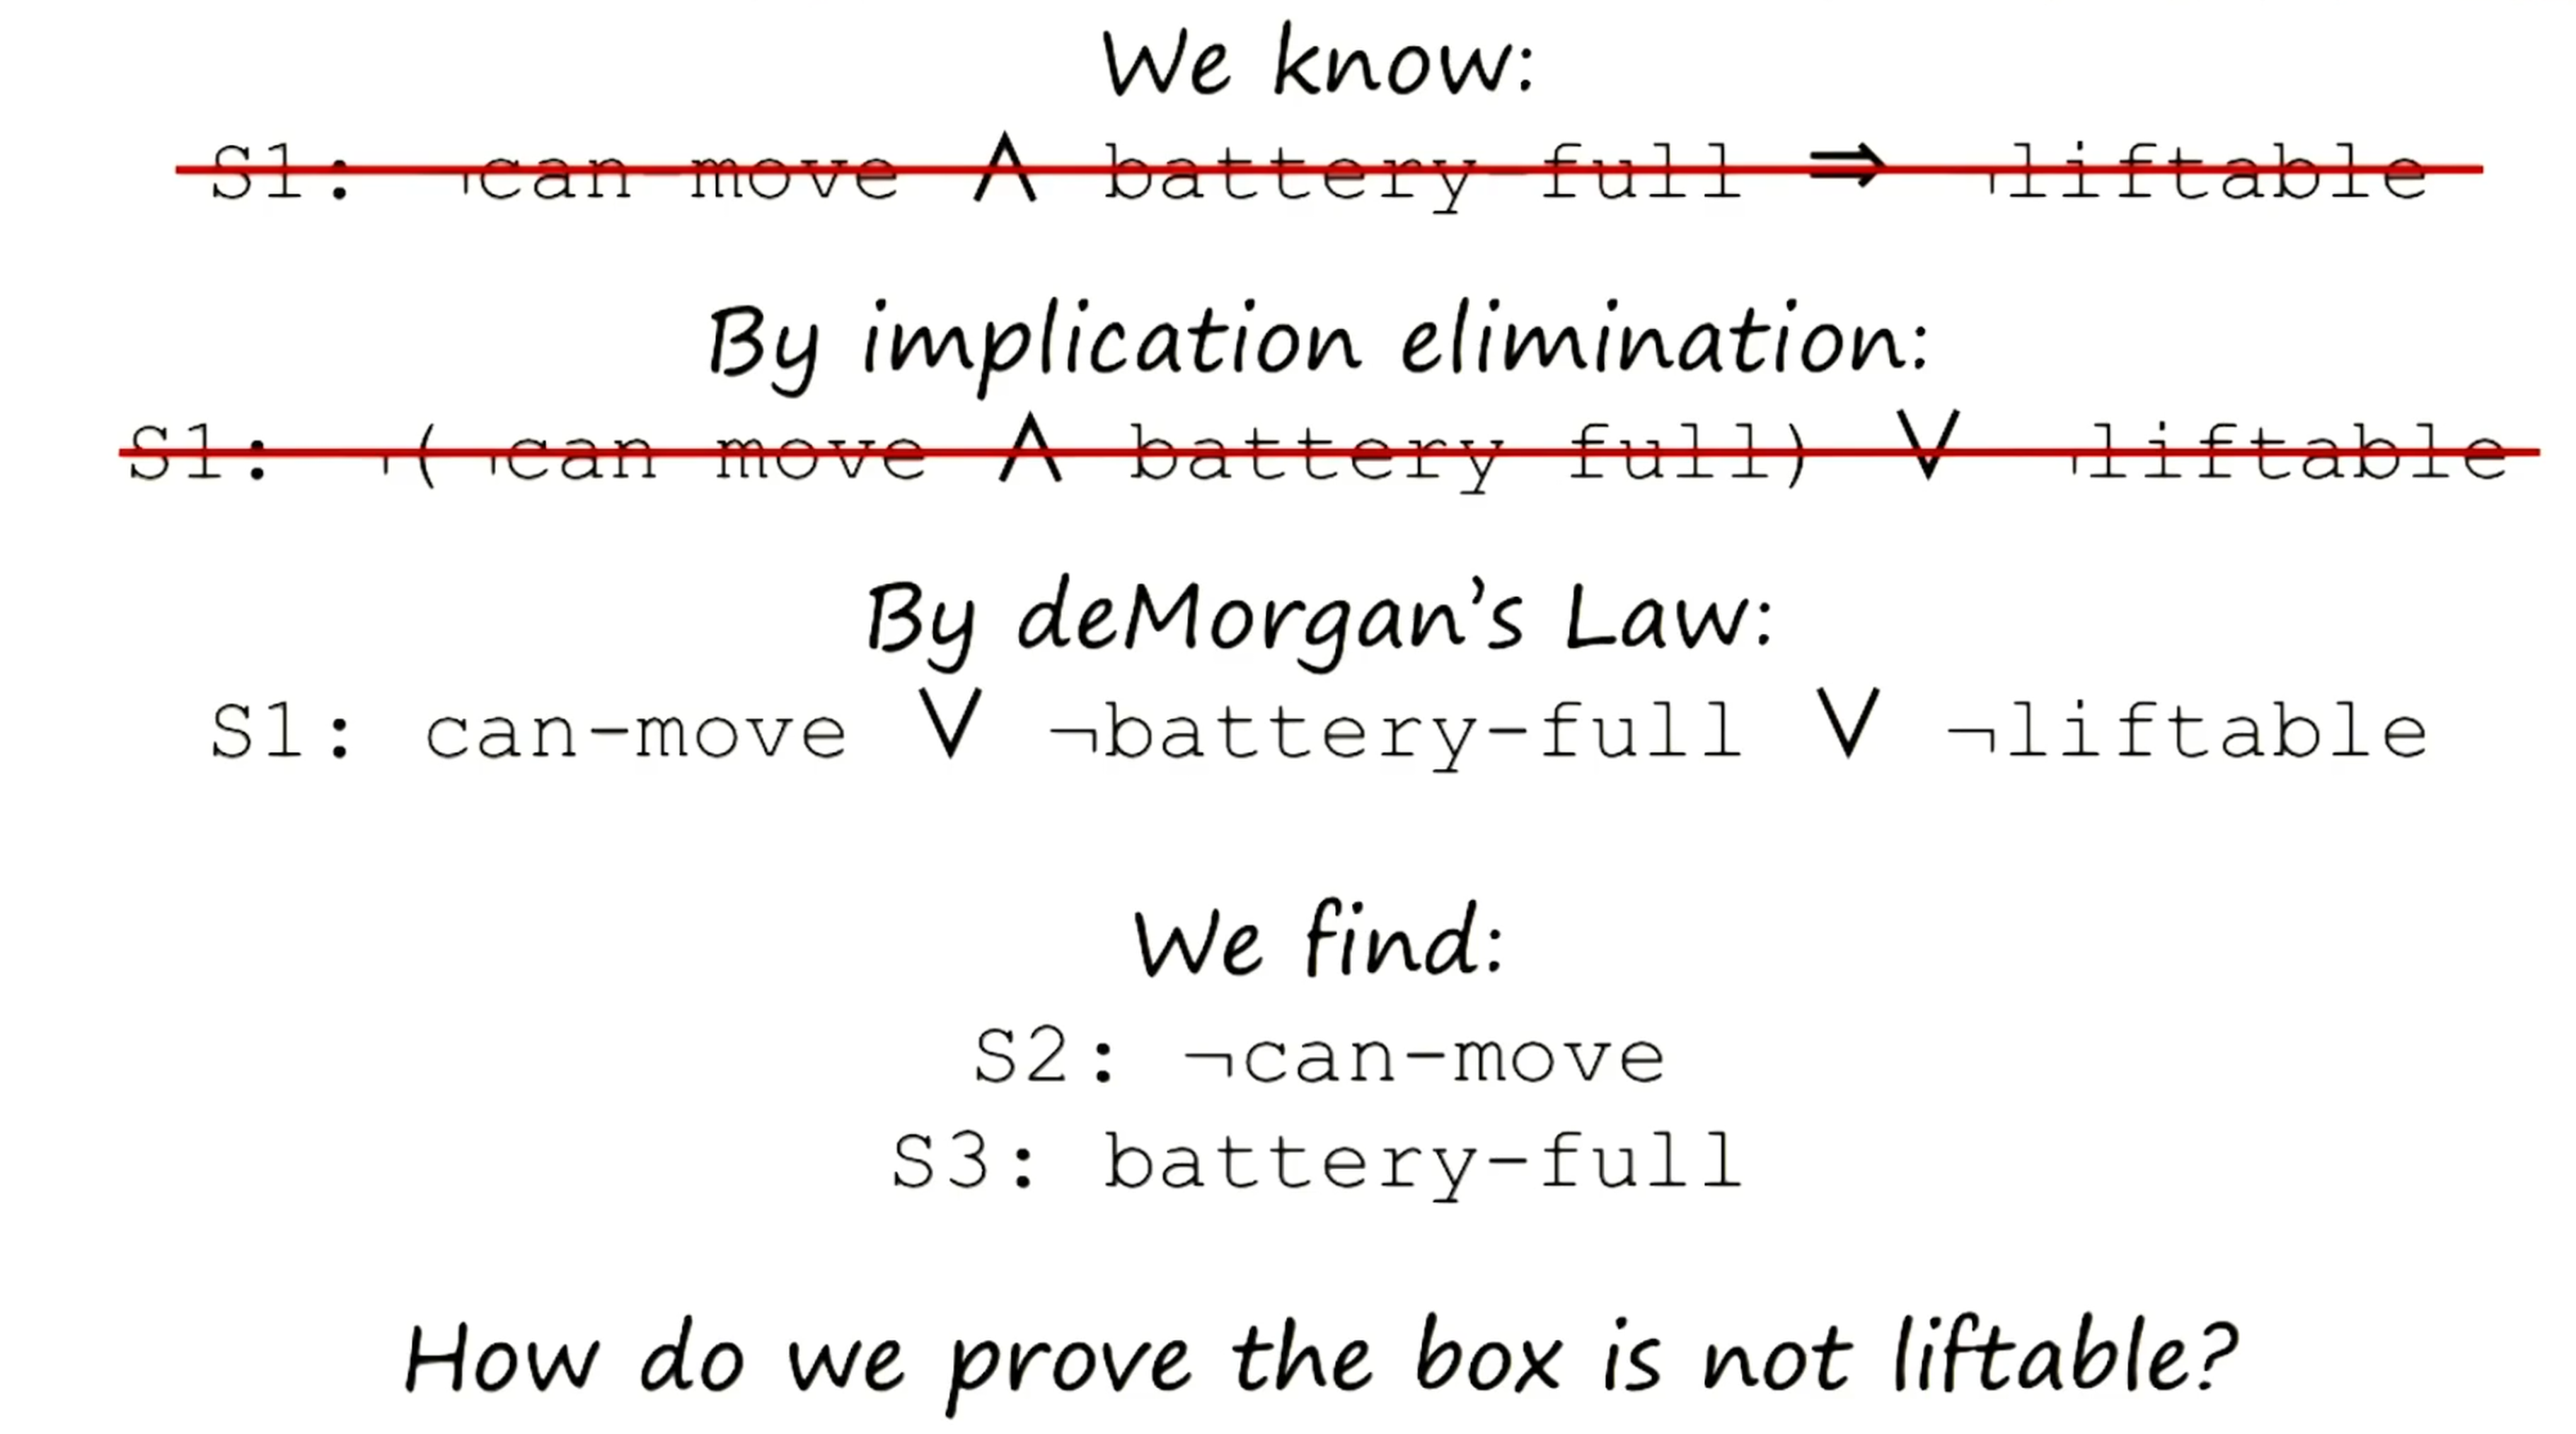 We know:
S1: ¬can-move ∧ battery-full ⇒ ¬liftable
By implication elimination:
S1: ¬(¬can-move ∧ battery-full) ∨ ¬liftable
By deMorgan’s Law:
S1: can-move ∨ ¬battery-full ∨ ¬liftable
We find:
S2: ¬can-move
S3: battery-full
How do we prove the box is not liftable?